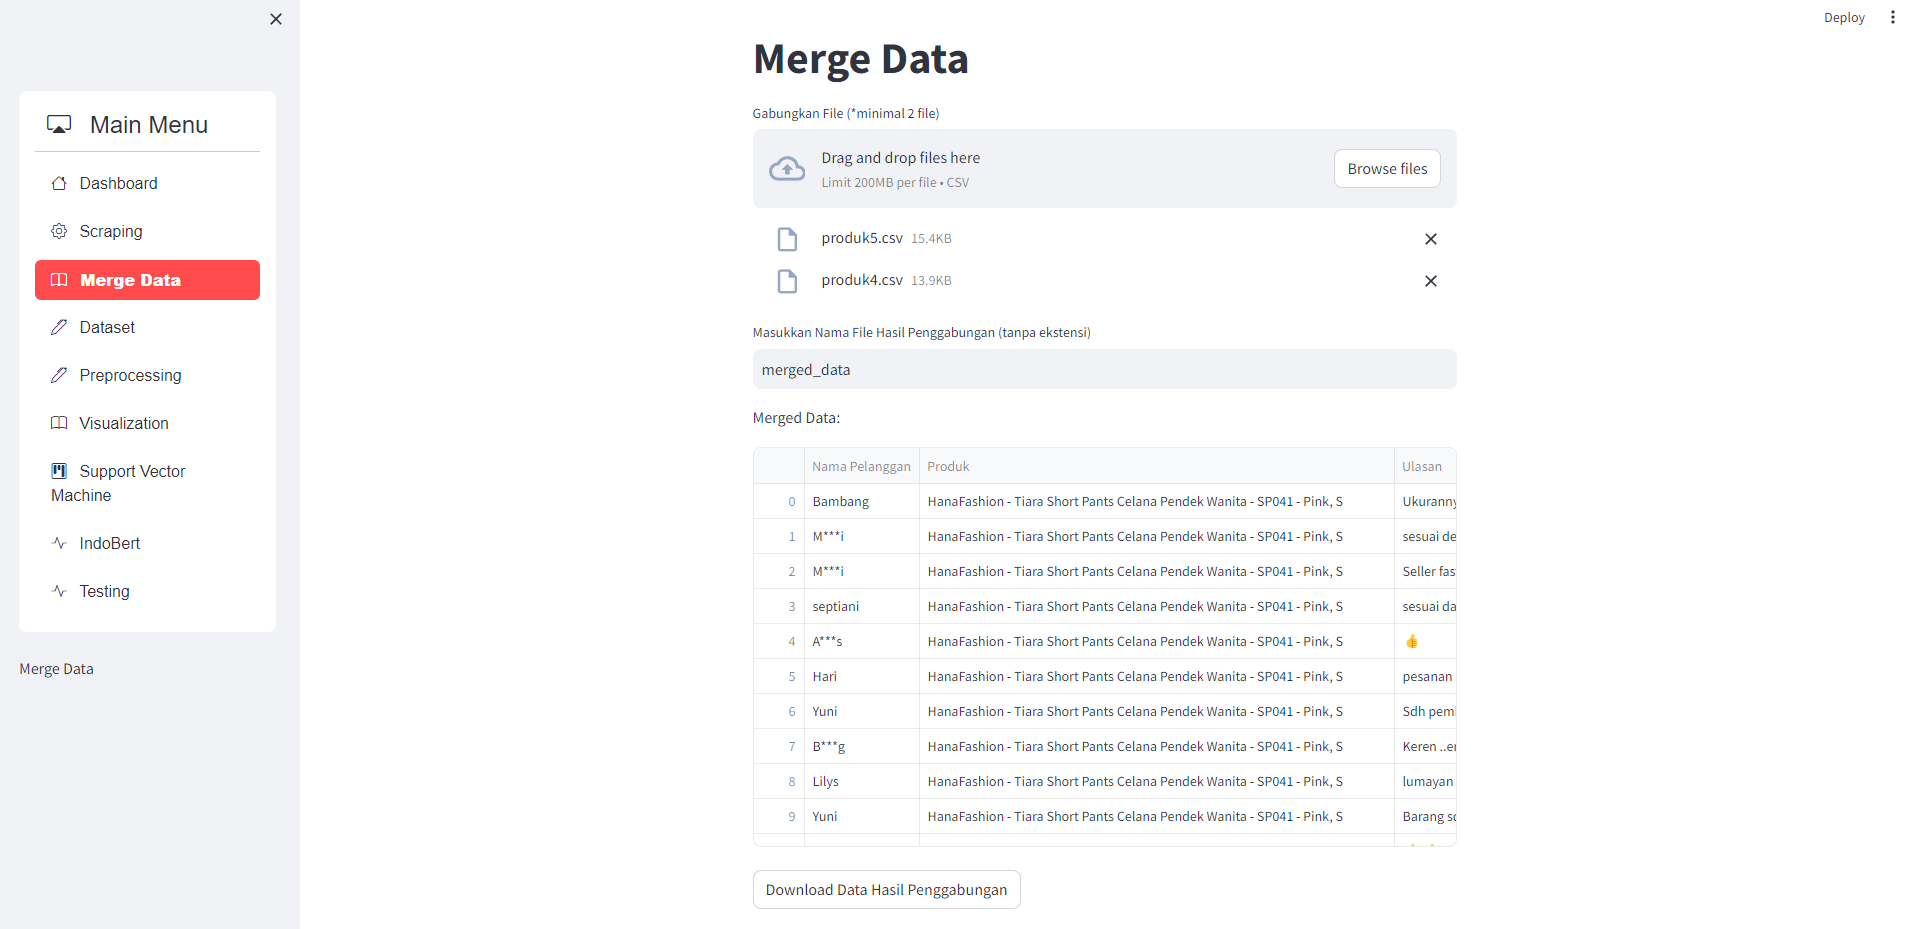 Deploy
Main Menu
Dashboard
Scraping
Merge Data
Dataset
Preprocessing
Visualization
Support Vector
Machine
IndoBert
Testing
Merge Data
Merge Data
Gabungkan File (*minimal 2 file)
Drag and drop files here
Limit 200MB per file • CSV
Browse files
produk5.csv 15.4KB
produk4.csv 13.9KB
Masukkan Nama File Hasil Penggabungan (tanpa ekstensi)
merged_data
Merged Data:
Nama Pelanggan Produk Ulasan
0 Bambang HanaFashion - Tiara Short Pants Celana Pendek Wanita - SP041 - Pink, S Ukuranny
1 M***i HanaFashion - Tiara Short Pants Celana Pendek Wanita - SP041 - Pink, S sesuai de
2 M***i HanaFashion - Tiara Short Pants Celana Pendek Wanita - SP041 - Pink, S Seller fas
3 septiani HanaFashion - Tiara Short Pants Celana Pendek Wanita - SP041 - Pink, S sesuai da
4 A***s HanaFashion - Tiara Short Pants Celana Pendek Wanita - SP041 - Pink, S 👍
5 Hari HanaFashion - Tiara Short Pants Celana Pendek Wanita - SP041 - Pink, S pesanan
6 Yuni HanaFashion - Tiara Short Pants Celana Pendek Wanita - SP041 - Pink, S Sdh pem
7 B***g HanaFashion - Tiara Short Pants Celana Pendek Wanita - SP041 - Pink, S Keren ..e
8 Lilys HanaFashion - Tiara Short Pants Celana Pendek Wanita - SP041 - Pink, S lumayan
9 Yuni HanaFashion - Tiara Short Pants Celana Pendek Wanita - SP041 - Pink, S Barang s
Download Data Hasil Penggabungan